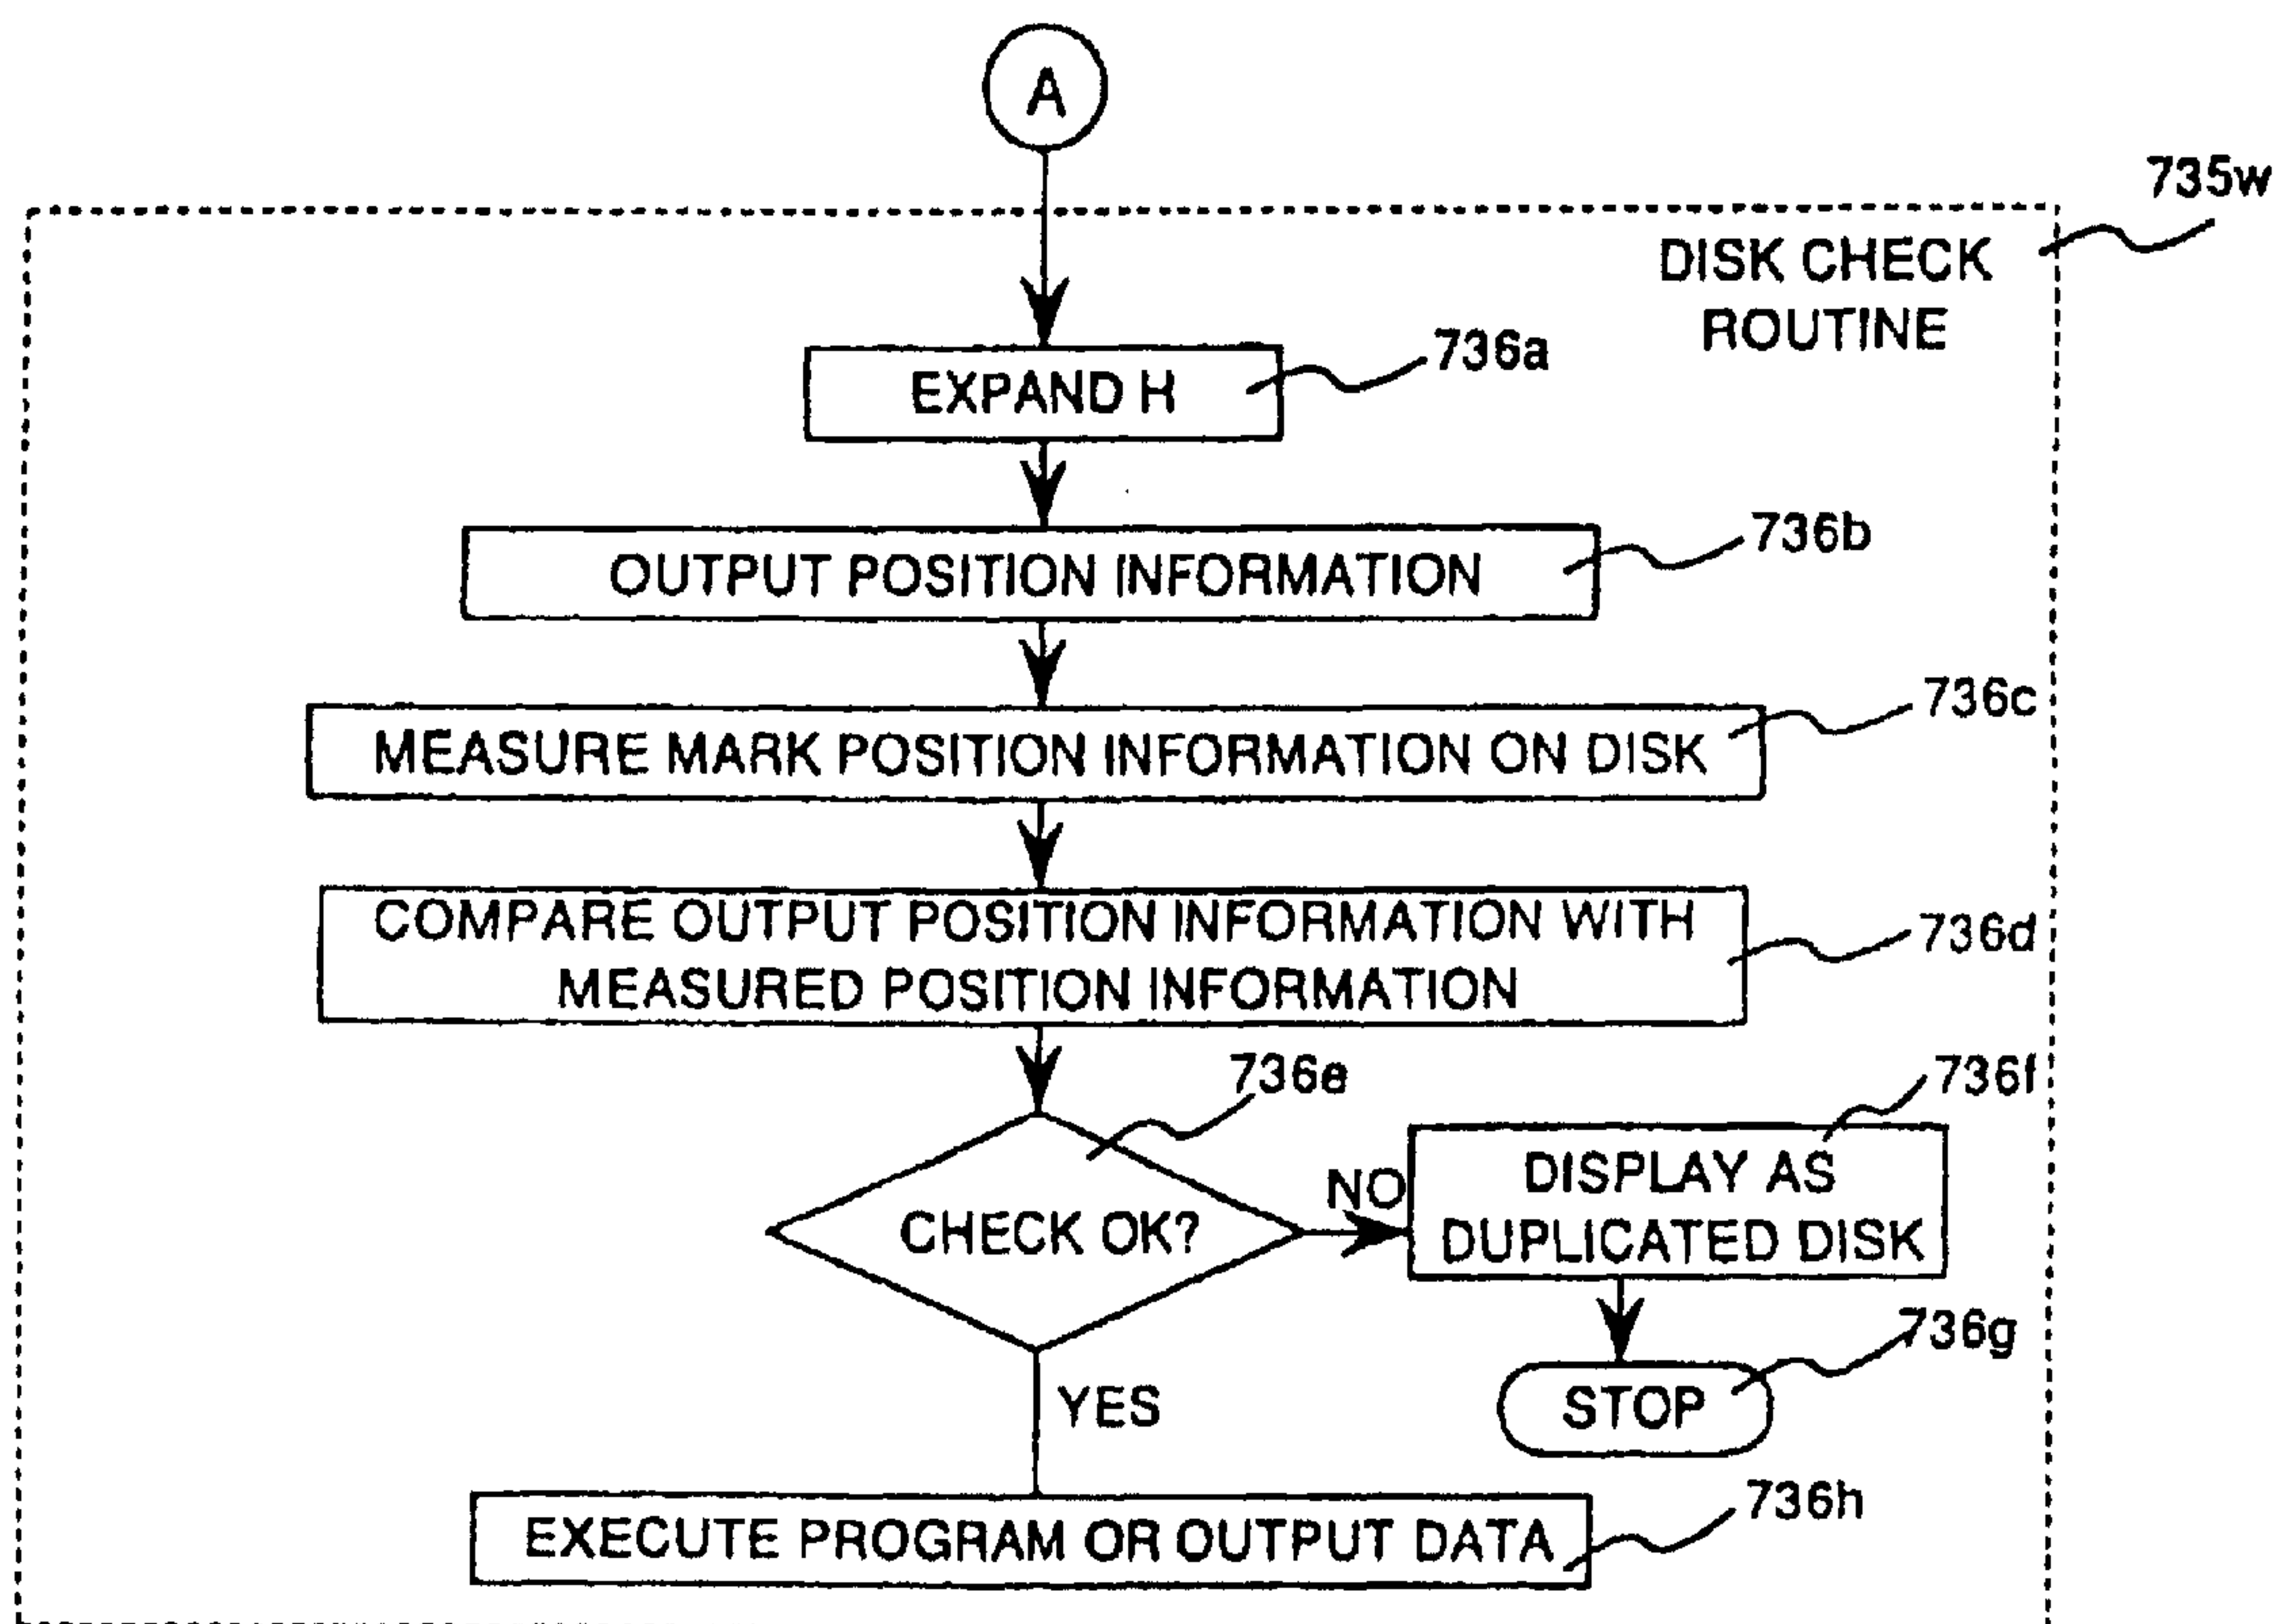 A
735w
DISK CHECK
ROUTINE
EXPAND H
736a
OUTPUT POSITION INFORMATION
736b
MEASURE MARK POSITION INFORMATION ON DISK
736c
COMPARE OUTPUT POSITION INFORMATION WITH
MEASURED POSITION INFORMATION
736d
CHECK OK?
736e
NO
DISPLAY AS
DUPLICATED DISK
736f
STOP
736g
YES
EXECUTE PROGRAM OR OUTPUT DATA
736h